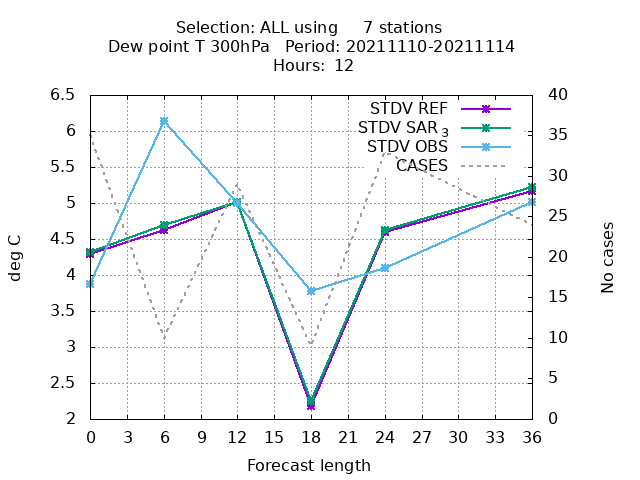 Selection: ALL using     7 stations
Dew point T 300hPa   Period: 20211110-20211114
Hours: 12
STDV REF
STDV SAR 3
STDV OBS
CASES
6.5
6
5.5
5
4.5
4
3.5
3
2.5
2
deg C
40
35
30
25
20
15
10
5
0
No cases
0 3 6 9 12 15 18 21 24 27 30 33 36
Forecast length